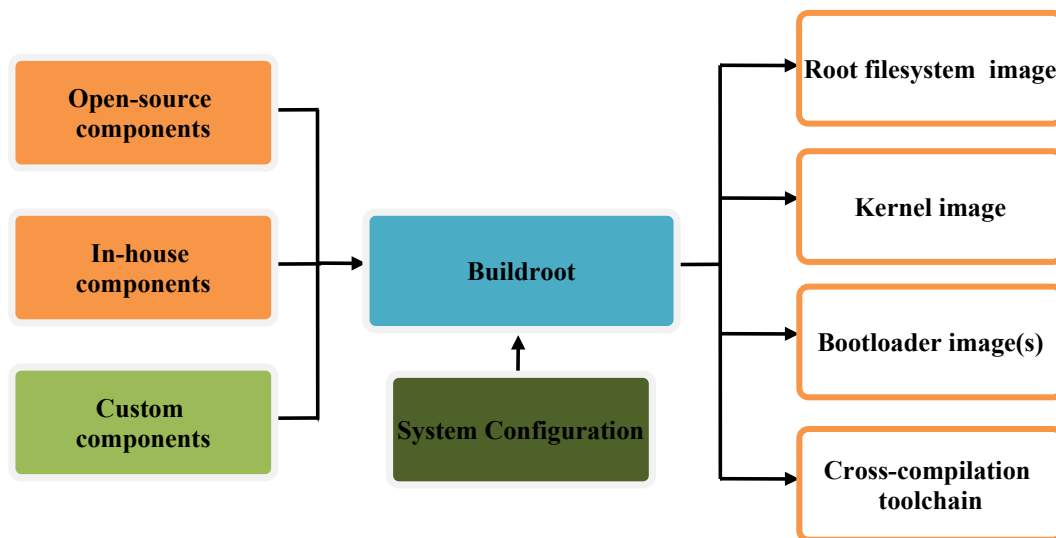 Open-source
components
In-house
components
Custom
components
Buildroot
System Configuration
Root filesystem image
Kernel image
Bootloader image(s)
Cross-compilation
toolchain